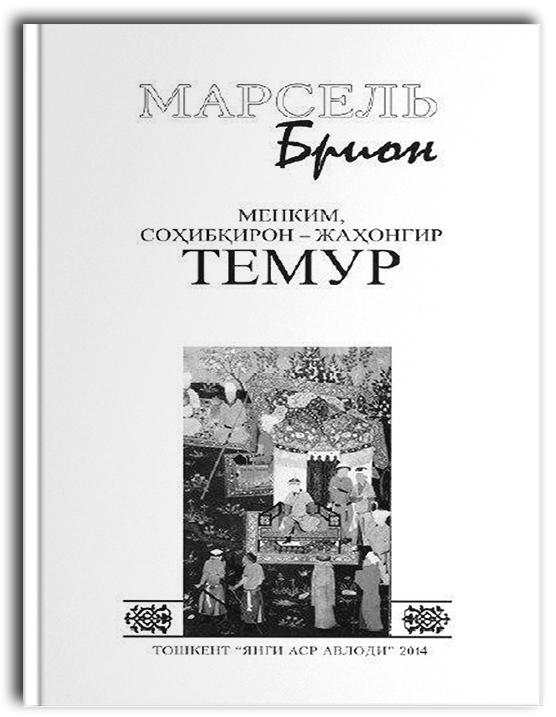 МАРСЕЛЬ
Брион
МЕНКИМ,
СОҲИБҚИРОН – ЖАҲОНГИР
ТЕМУР
ТОШКЕНТ “ЯНГИ АСР АВЛОДИ” 2014